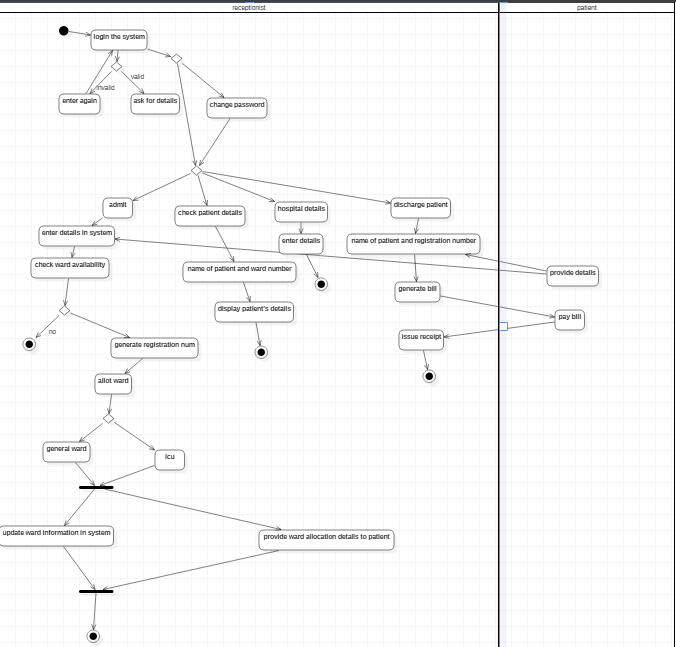 receptionist
patient
login the system
valid
invalid
enter again
ask for details
change password
admit
check patient details
hospital details
discharge patient
enter details in system
enter details
name of patient and registration number
check ward availability
name of patient and ward number
provide details
generate bill
display patient's details
pay bill
no
generate registration num
issue receipt
allot ward
general ward
icu
update ward information in system
provide ward allocation details to patient